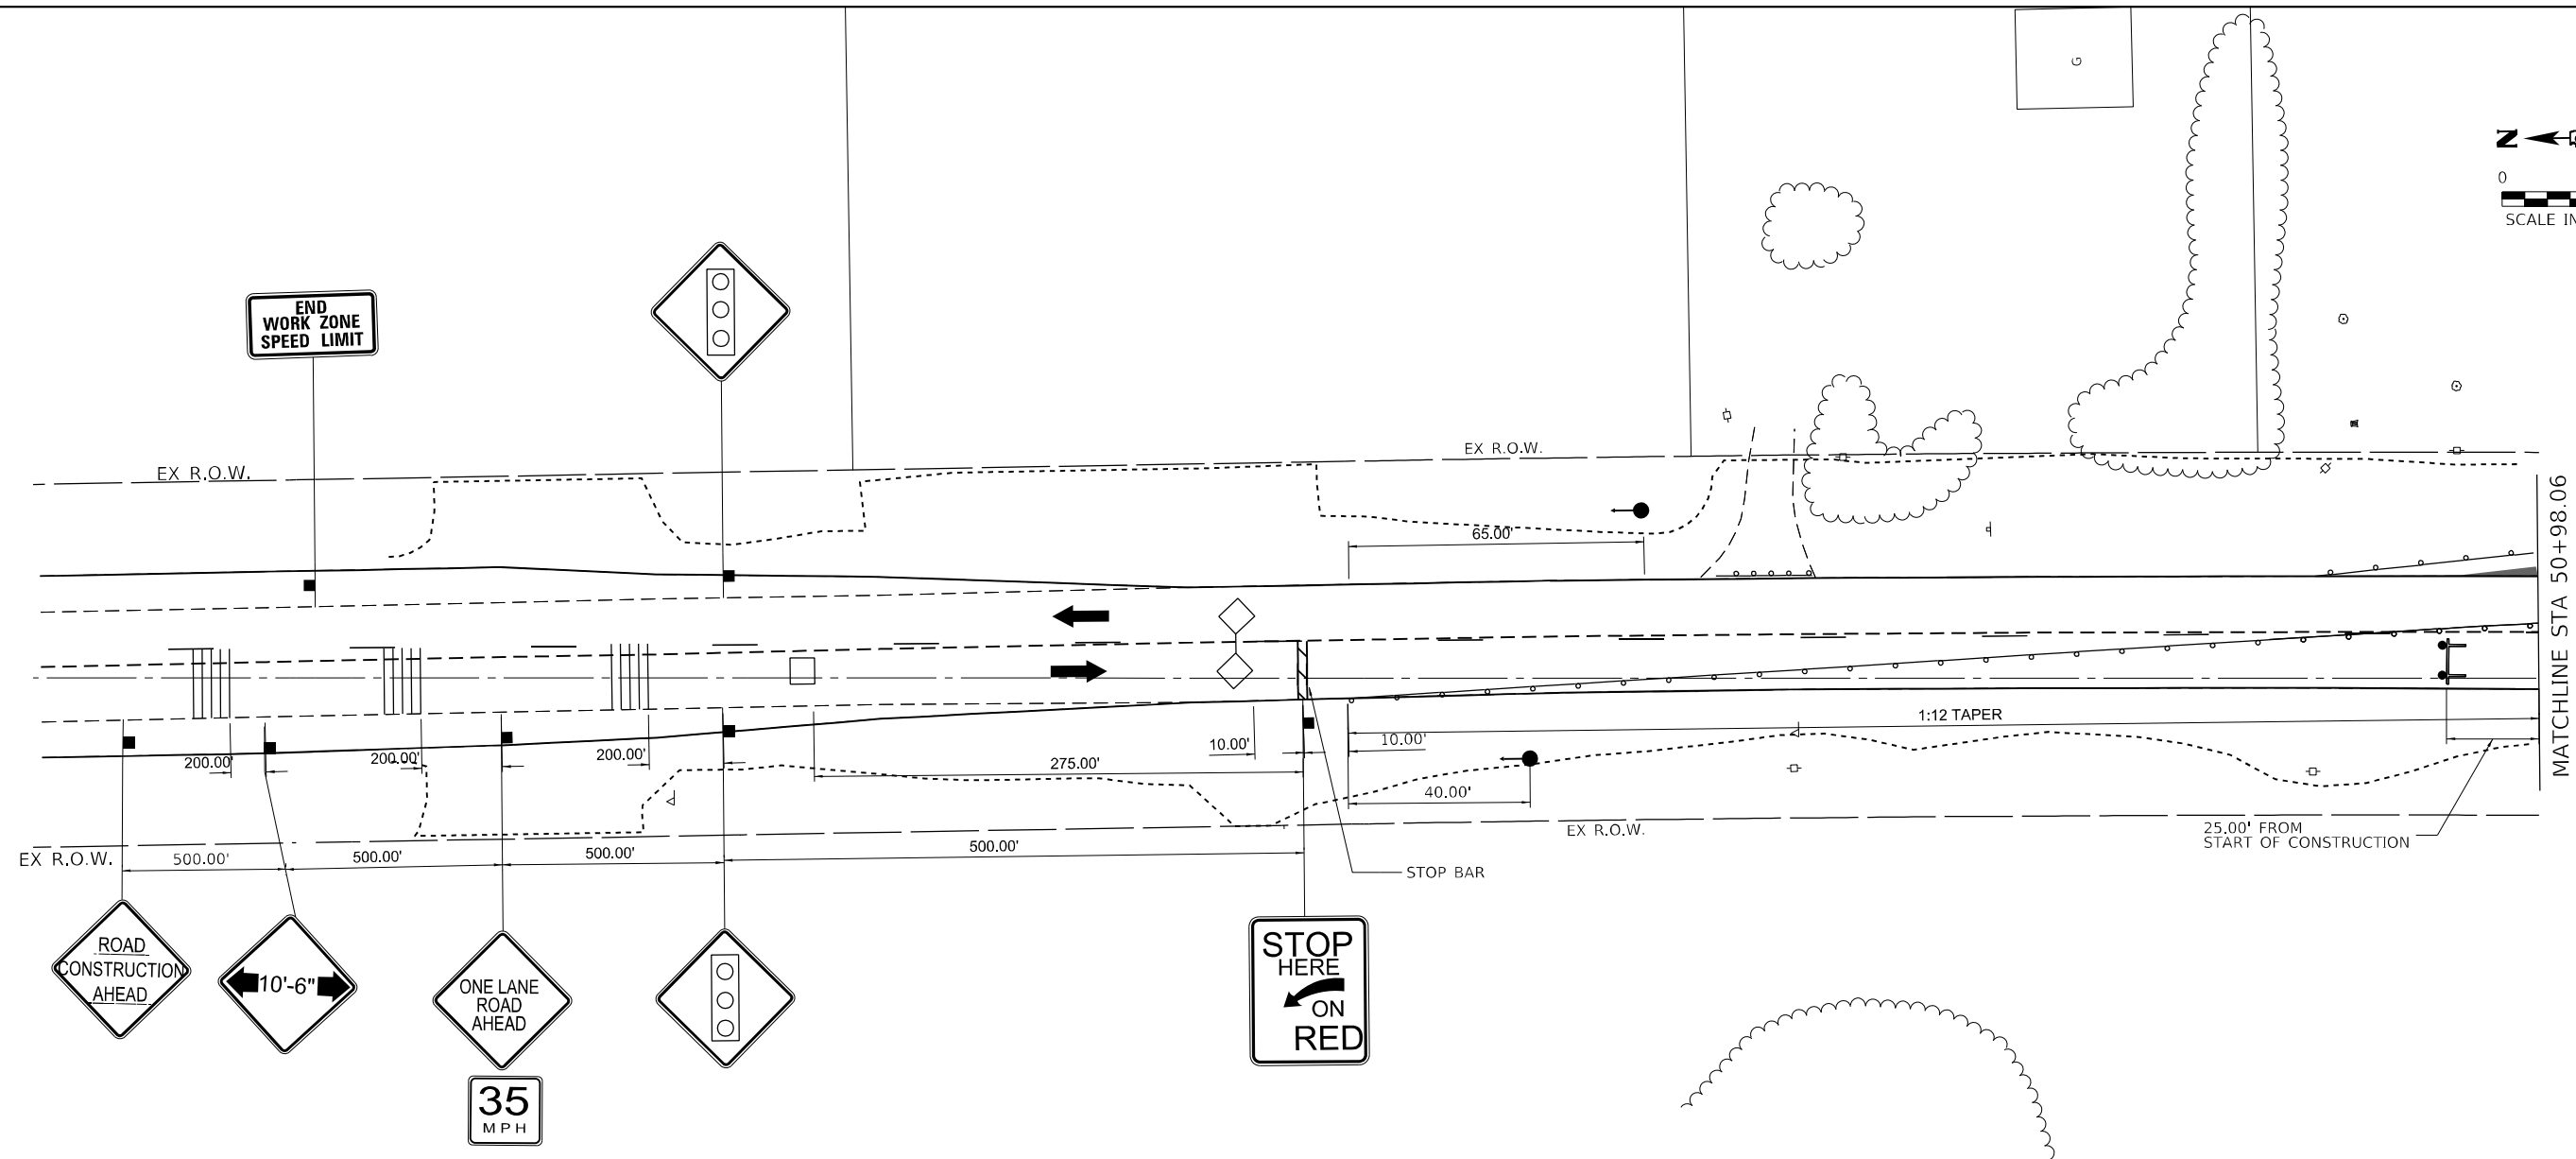 G
N
0
SCALE IN
END
WORK ZONE
SPEED LIMIT
EX R.O.W.
EX R.O.W.
65.00'
MATCHLINE STA 50+98.06
1:12 TAPER
10.00'
10.00'
200.00'
200.00'
200.00'
275.00'
40.00'
EX R.O.W.
EX R.O.W.
500.00'
500.00'
500.00'
500.00'
25.00' FROM
START OF CONSTRUCTION
STOP BAR
ROAD
CONSTRUCTION
AHEAD
10'-6"
ONE LANE
ROAD
AHEAD
35
MPH
STOP
HERE
ON
RED